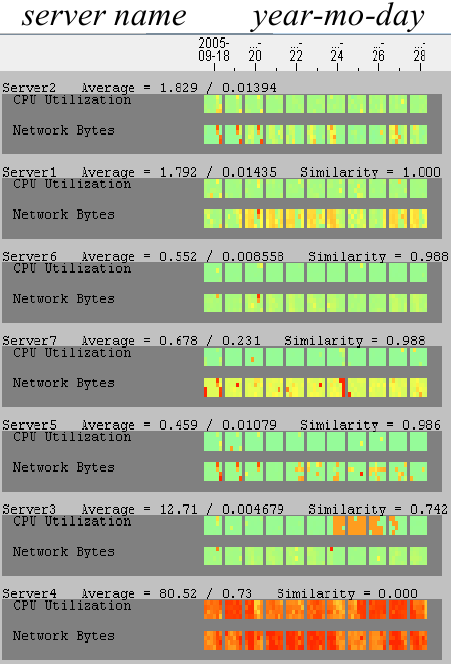 server name year-mo-day
2005- ...- ...- ...- ...- ...-
09-18 20 22 24 26 28
Server2 Average = 1.829 / 0.01394
CPU Utilization
Network Bytes
Server1 Average = 1.792 / 0.01435 Similarity = 1.000
CPU Utilization
Network Bytes
Server6 Average = 0.552 / 0.008558 Similarity = 0.988
CPU Utilization
Network Bytes
Server7 Average = 0.678 / 0.231 Similarity = 0.988
CPU Utilization
Network Bytes
Server5 Average = 0.459 / 0.01079 Similarity = 0.986
CPU Utilization
Network Bytes
Server3 Average = 12.71 / 0.004679 Similarity = 0.742
CPU Utilization
Network Bytes
Server4 Average = 80.52 / 0.73 Similarity = 0.000
CPU Utilization
Network Bytes